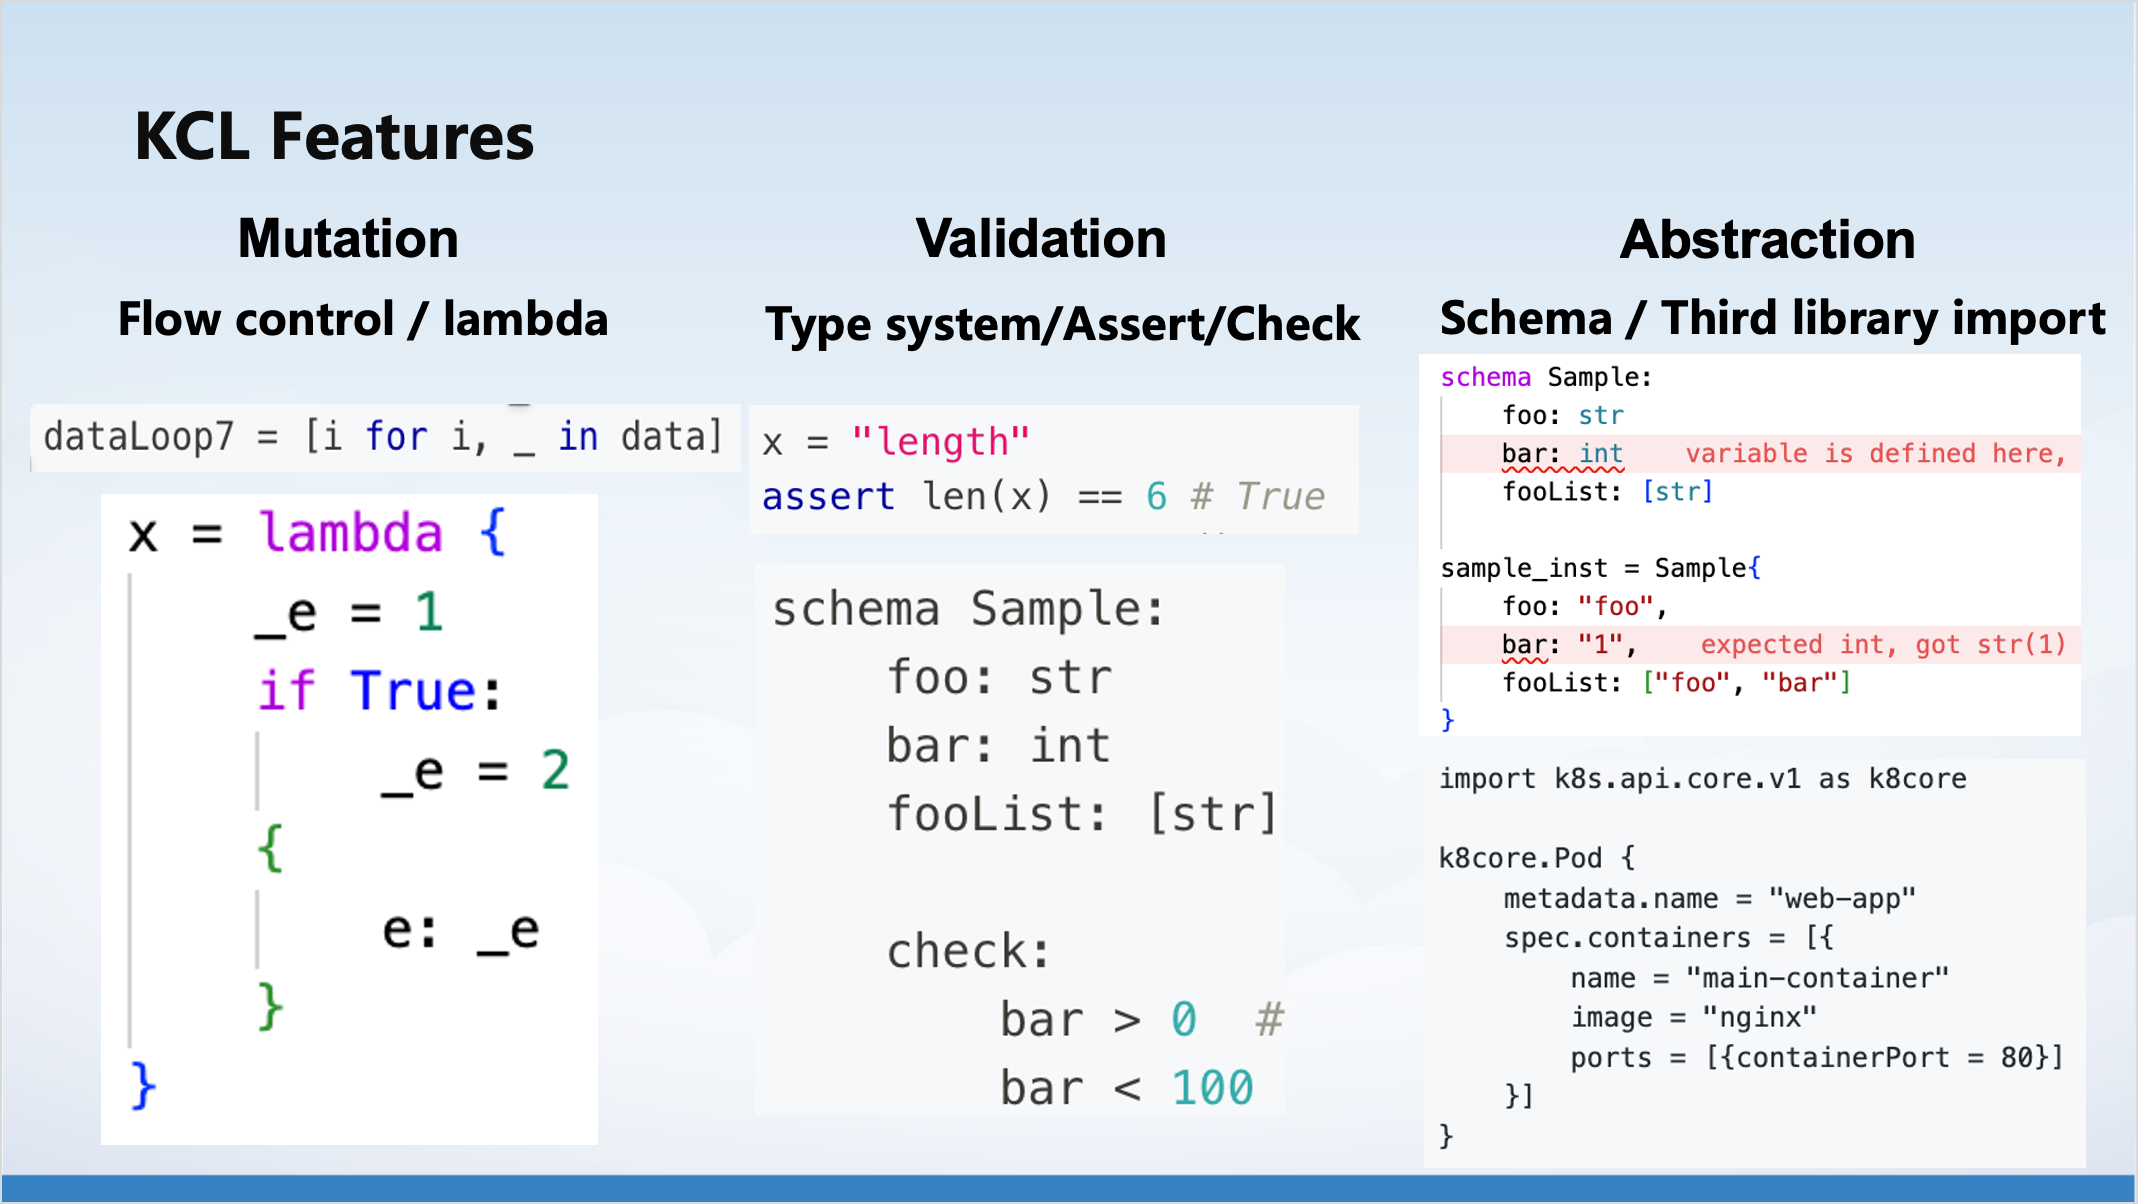 KCL Features
Mutation
Flow control / lambda
dataLoop7 = [i for i, _ in data]
x = lambda {
    _e = 1
    if True:
        _e = 2
    {
        e: _e
    }
}
Validation
Type system/Assert/Check
x = "length"
assert len(x) == 6 # True
schema Sample:
    foo: str
    bar: int
    fooList: [str]
    check:
        bar > 0  #
        bar < 100
Abstraction
Schema / Third library import
schema Sample:
    foo: str
    bar: int    variable is defined here,
    fooList: [str]
sample_inst = Sample{
    foo: "foo",
    bar: "1",    expected int, got str(1)
    fooList: ["foo", "bar"]
}
import k8s.api.core.v1 as k8core
k8core.Pod {
    metadata.name = "web-app"
    spec.containers = [{
        name = "main-container"
        image = "nginx"
        ports = [{containerPort = 80}]
    }]
}